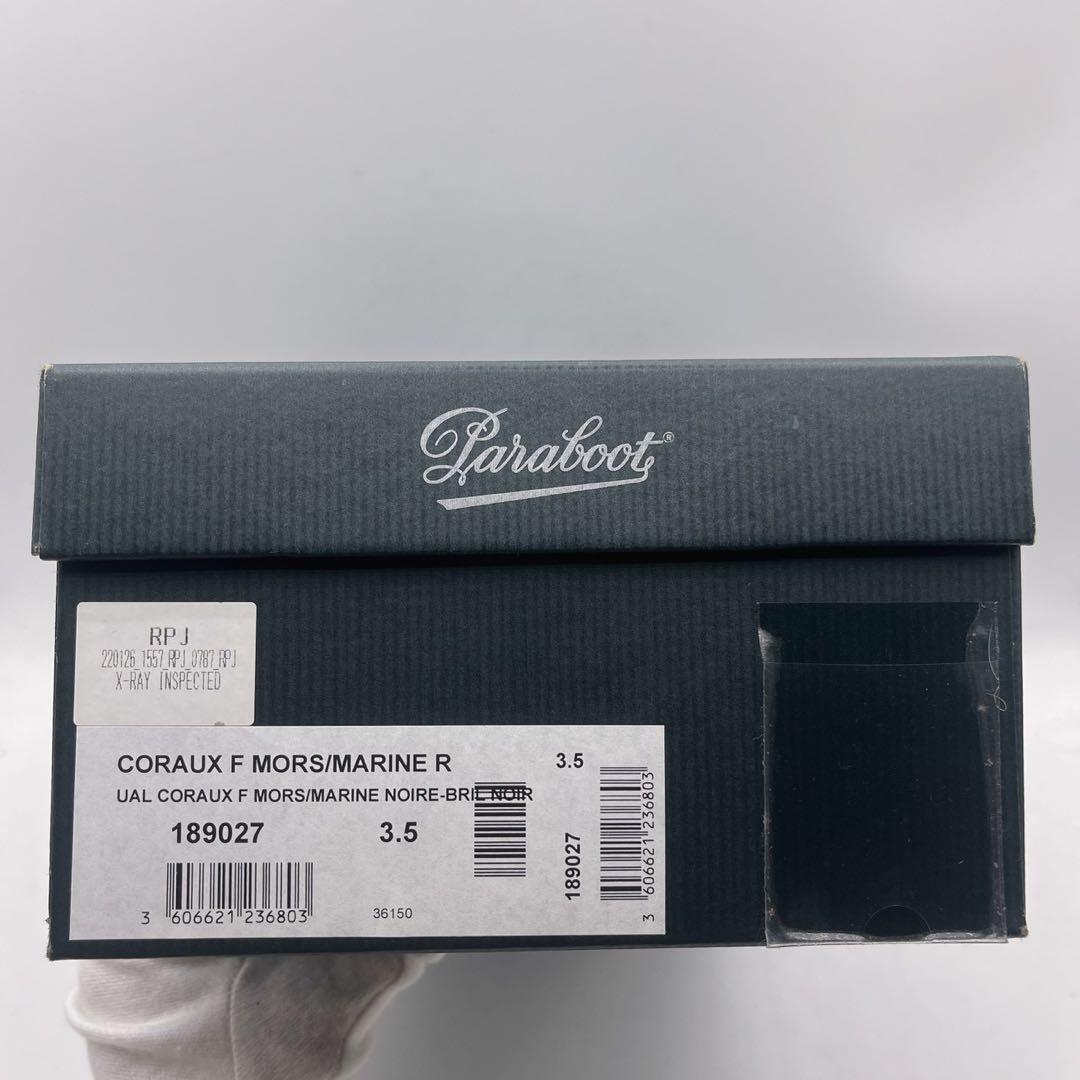 Paraboot®
RPJ
220126_1557_RPJ_0787_RPJ
X-RAY INSPECTED
CORAUX F MORS/MARINE R 3.5
UAL CORAUX F MORS/MARINE NOIRE-BRIL NOIR
189027 3.5
3 606621 236803
36150
189027
3 606621 236803